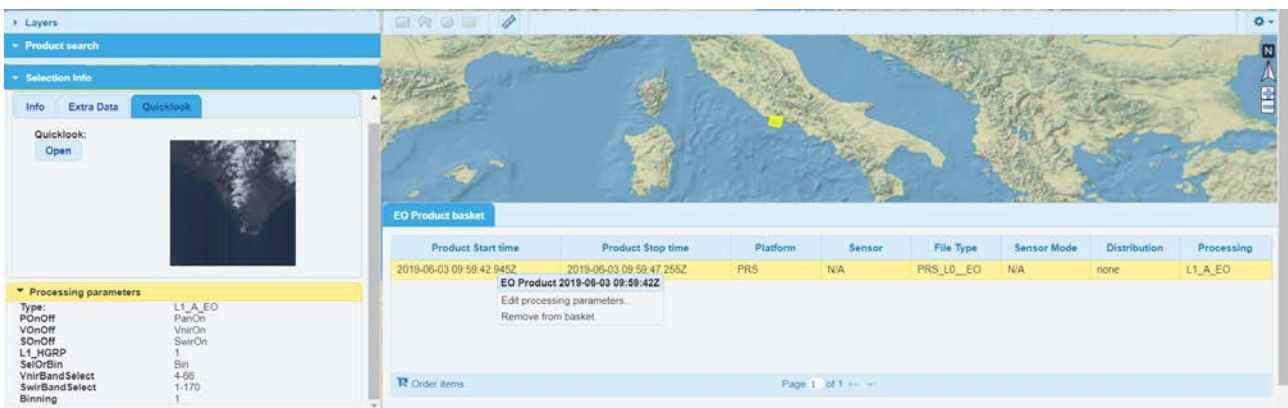 Layers
Product search
Selection Info
Info Extra Data Quicklook
Quicklook:
Open
Processing parameters
Type: L1_A_EO
POnOff PanOn
VOnOff VnirOn
SOnOff SwirOn
L1_HGRP 1
SelOrBin Bin
VnirBandSelect 4-66
SwirBandSelect 1-170
Binning 1
N
EO Product basket
Product Start time Product Stop time Platform Sensor File Type Sensor Mode Distribution Processing
2019-06-03 09:59:42.945Z 2019-06-03 09:59:47.255Z PRS N/A PRS_L0__EO N/A none L1_A_EO
EO Product 2019-06-03 09:59:42Z
Edit processing parameters...
Remove from basket
Order items Page 1 of 1